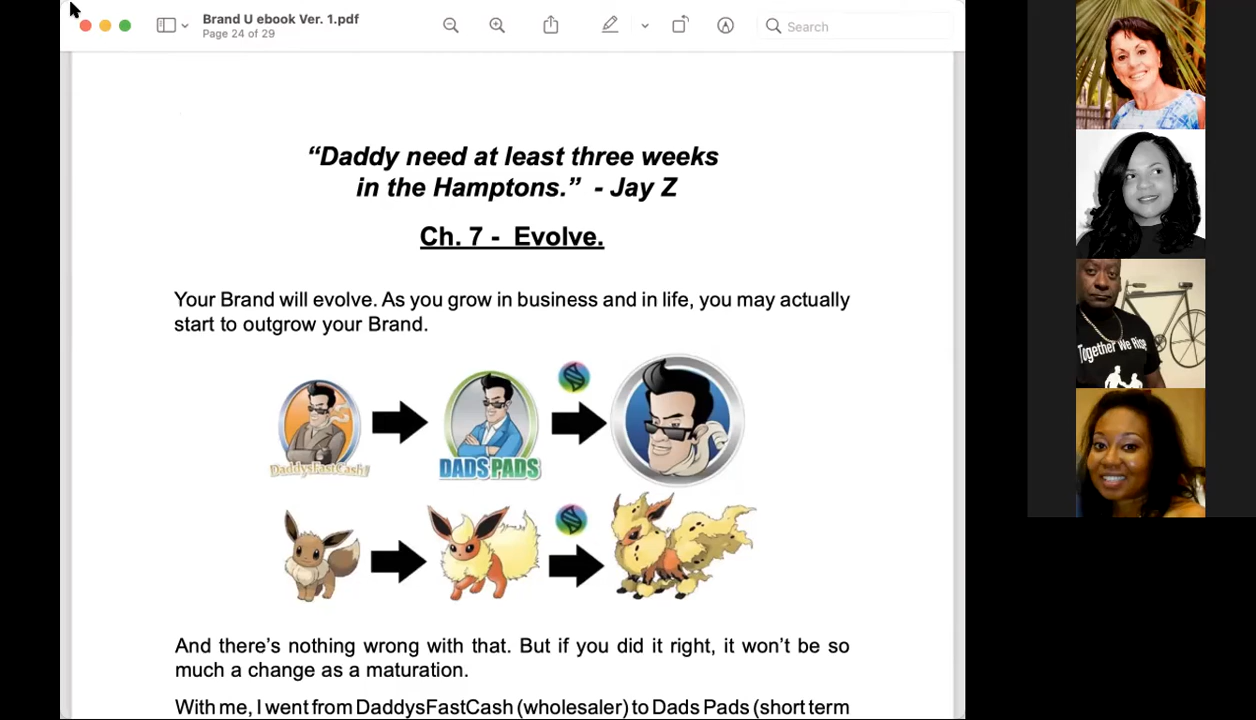 Brand U ebook Ver. 1.pdf
Page 24 of 29
Search
“Daddy need at least three weeks
in the Hamptons.” - Jay Z
Ch. 7 - Evolve.
Your Brand will evolve. As you grow in business and in life, you may actually
start to outgrow your Brand.
DaddysFastCash!
DADSPADS
And there’s nothing wrong with that. But if you did it right, it won’t be so
much a change as a maturation.
With me, I went from DaddysFastCash (wholesaler) to Dads Pads (short term
Together We Rise